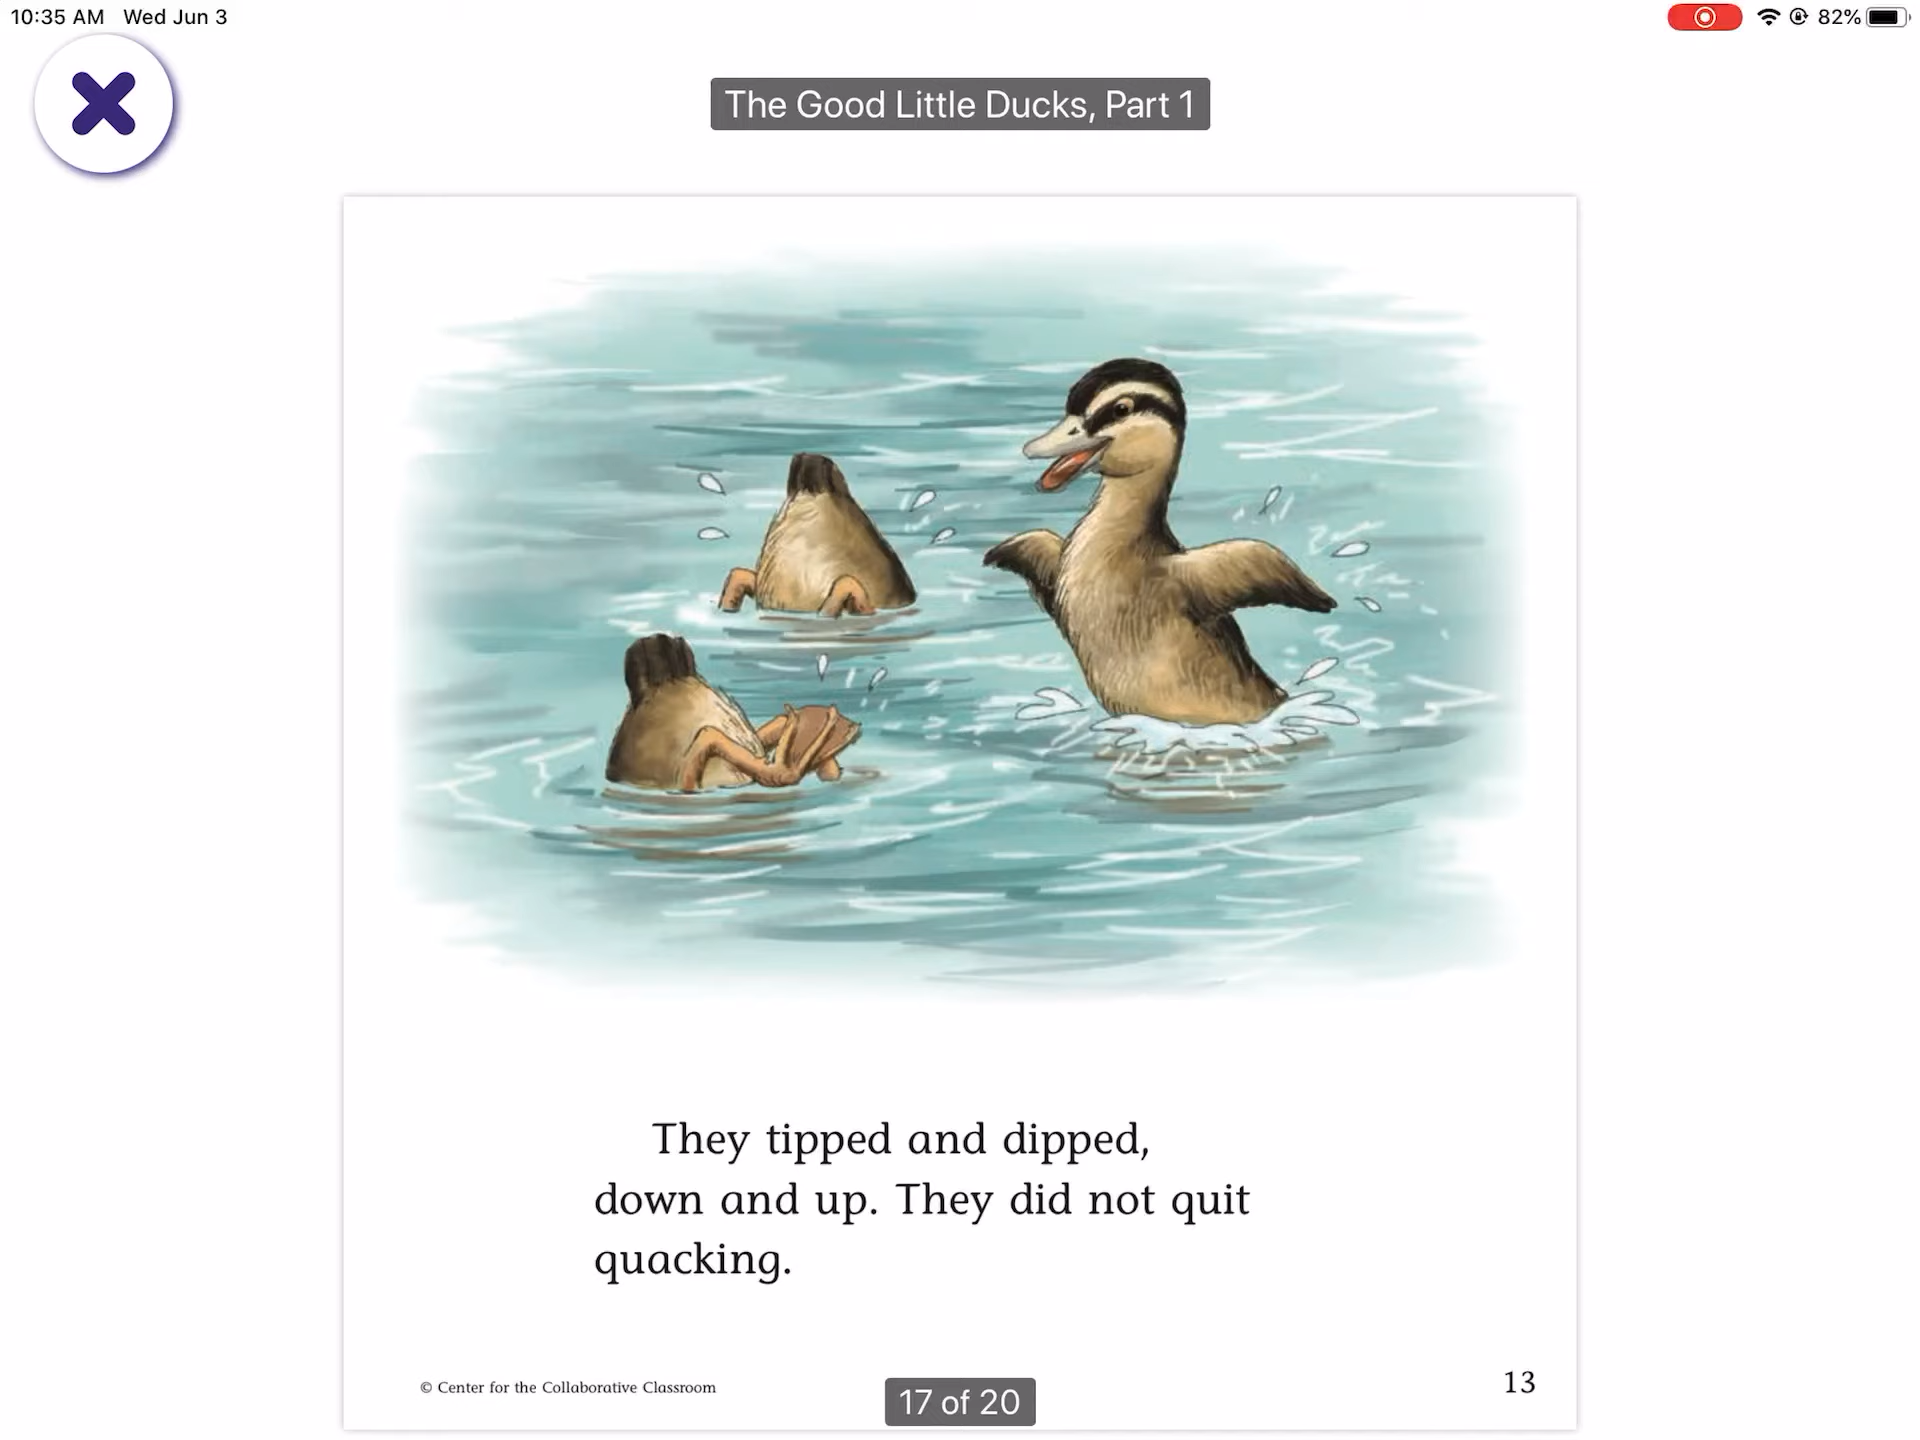 10:35 AM Wed Jun 3
82%
The Good Little Ducks, Part 1
They tipped and dipped,
down and up. They did not quit
quacking.
© Center for the Collaborative Classroom
17 of 20
13